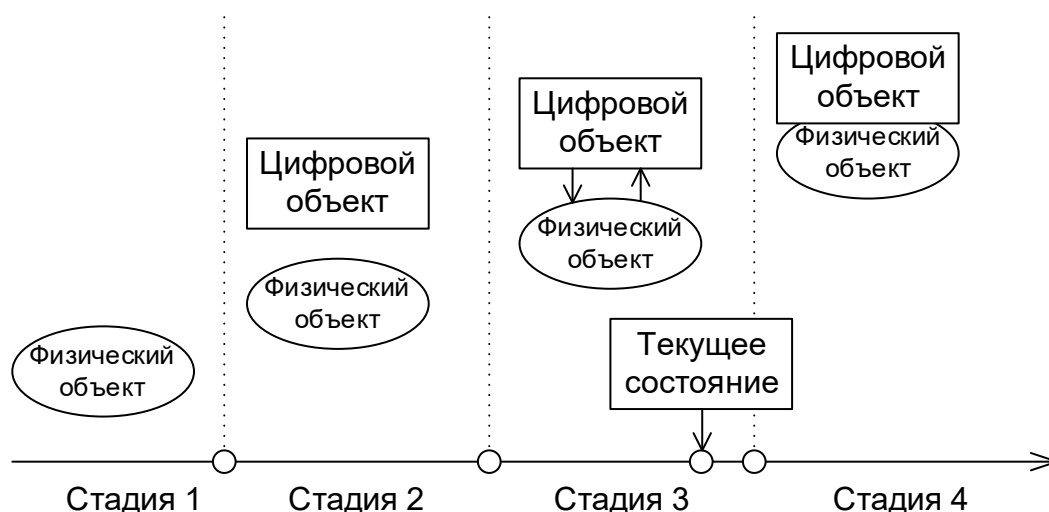 Физический
объект
Цифровой
объект
Физический
объект
Цифровой
объект
Физический
объект
Текущее
состояние
Цифровой
объект
Физический
объект
Стадия 1
Стадия 2
Стадия 3
Стадия 4